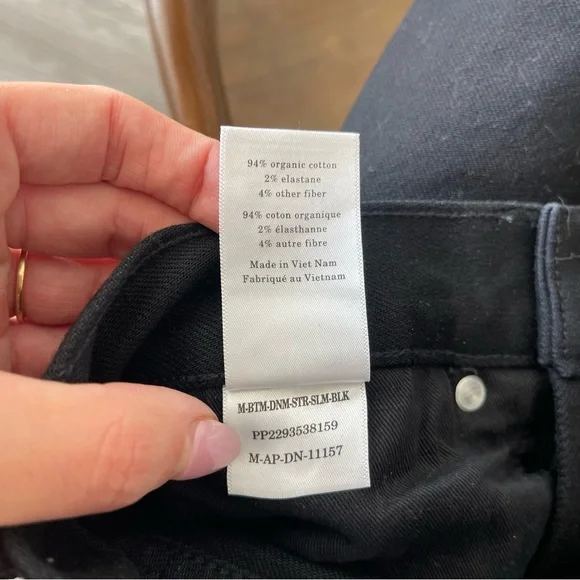 94% organic cotton
2% elastane
4% other fiber
94% coton organique
2% élasthanne
4% autre fibre
Made in Viet Nam
Fabriqué au Vietnam
M-BTM-DNM-STR-SLM-BLK
PP2293538159
M-AP-DN-11157